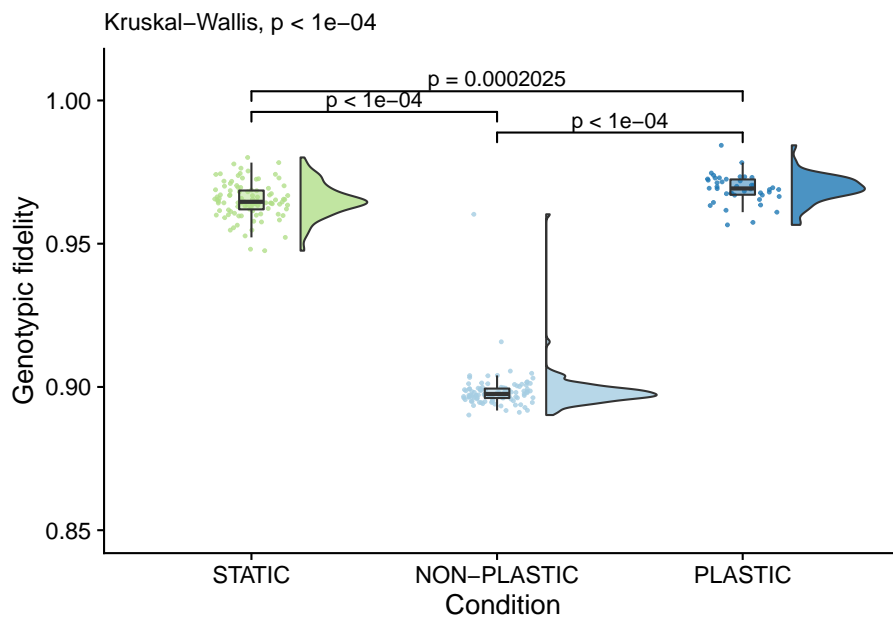 Kruskal−Wallis, p < 1e−04
p = 0.0002025
p < 1e−04
p < 1e−04
1.00
0.95
0.90
0.85
Genotypic fidelity
STATIC NON−PLASTIC PLASTIC
Condition